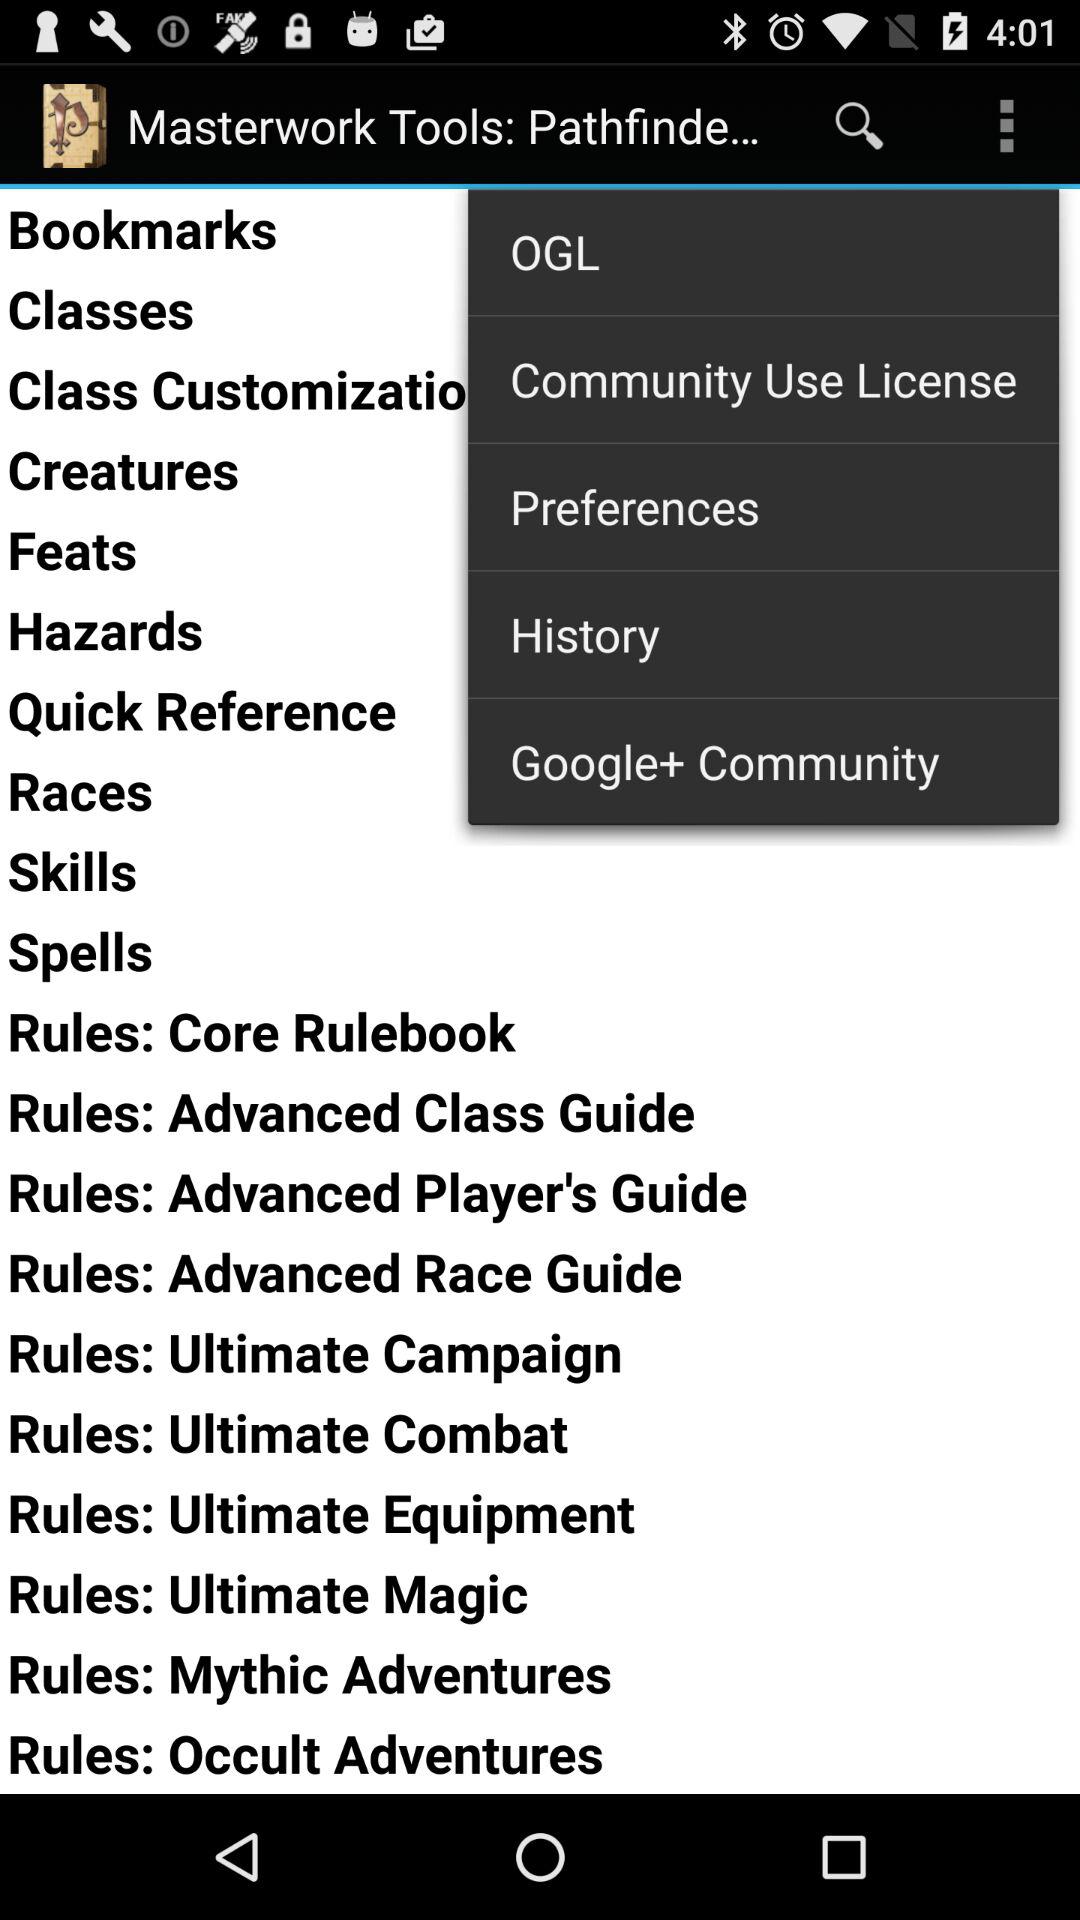 FAKE
4:01
Masterwork Tools: Pathfinde...
Bookmarks
Classes
Class Customizatio
Creatures
Feats
Hazards
Quick Reference
Races
Skills
Spells
Rules: Core Rulebook
Rules: Advanced Class Guide
Rules: Advanced Player's Guide
Rules: Advanced Race Guide
Rules: Ultimate Campaign
Rules: Ultimate Combat
Rules: Ultimate Equipment
Rules: Ultimate Magic
Rules: Mythic Adventures
Rules: Occult Adventures
OGL
Community Use License
Preferences
History
Google+ Community